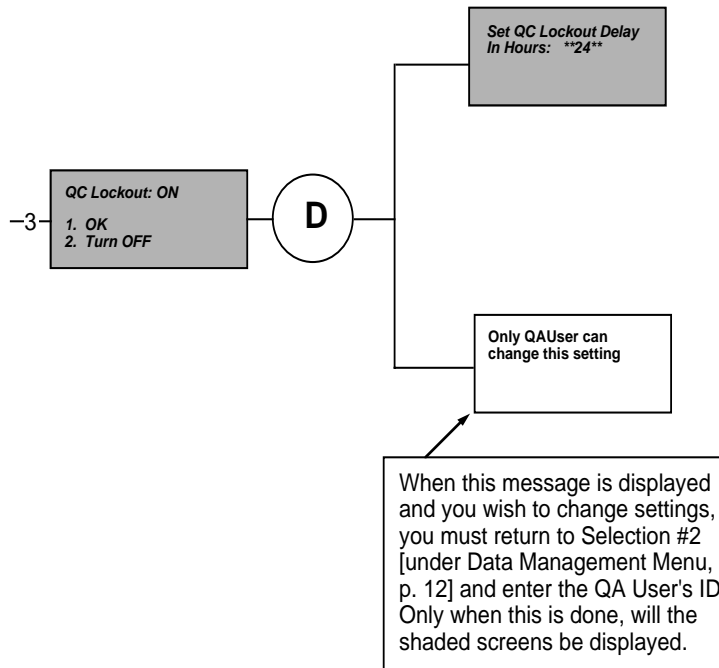 Set QC Lockout Delay
In Hours: **24**
QC Lockout: ON
3
1. OK
2. Turn OFF
D
Only QAUser can
change this setting
When this message is displayed
and you wish to change settings,
you must return to Selection #2
[under Data Management Menu,
p. 12] and enter the QA User's ID
Only when this is done, will the
shaded screens be displayed.